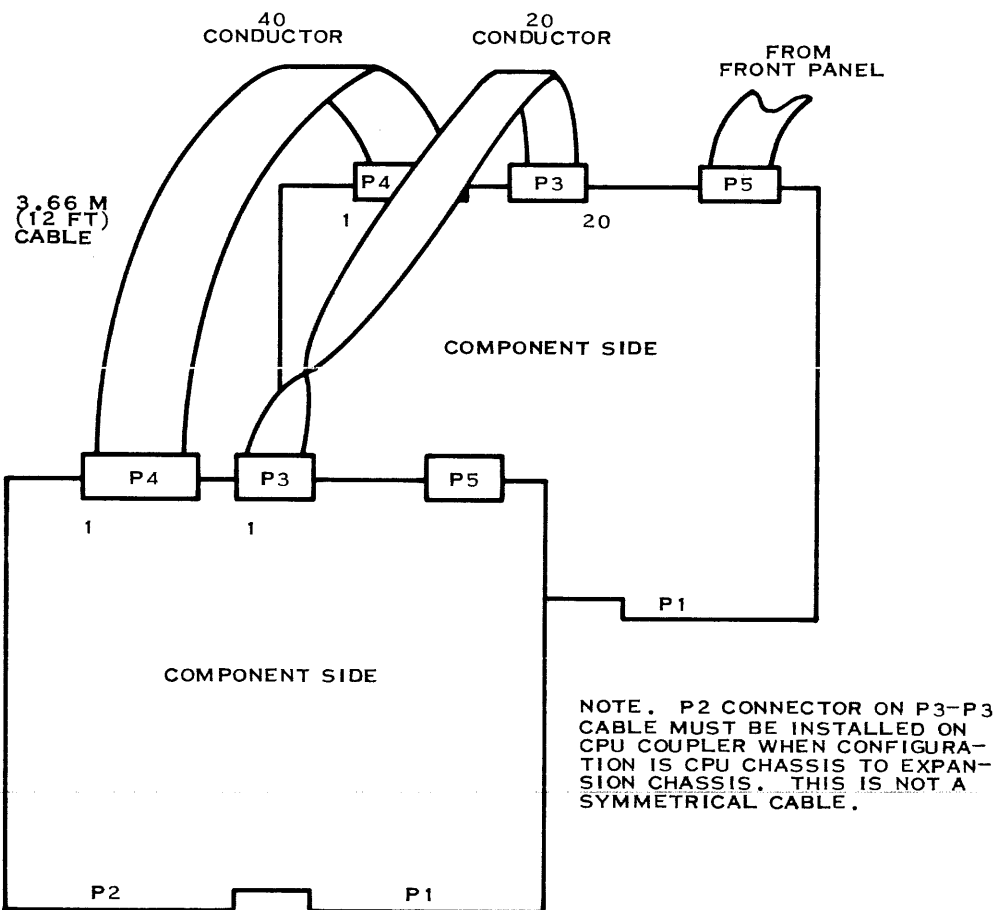 40
CONDUCTOR
20
CONDUCTOR
FROM
FRONT PANEL
3.66 M
(12 FT)
CABLE
P4
P3
P5
1
20
COMPONENT SIDE
P4
P3
P5
1
1
P1
COMPONENT SIDE
NOTE. P2 CONNECTOR ON P3-P3
CABLE MUST BE INSTALLED ON
CPU COUPLER WHEN CONFIGURA-
TION IS CPU CHASSIS TO EXPAN-
SION CHASSIS. THIS IS NOT A
SYMMETRICAL CABLE.
P2
P1